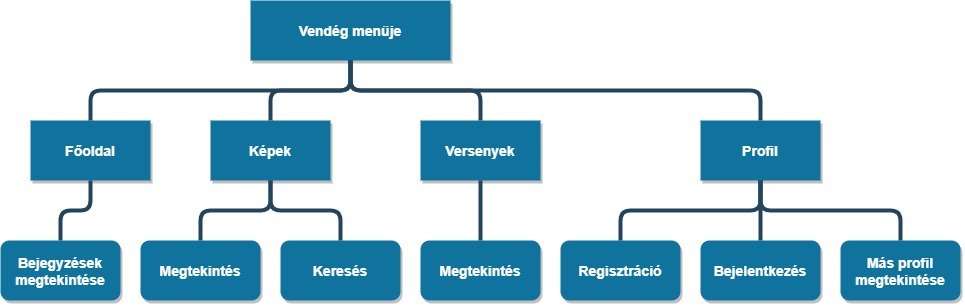 Vendég menüje
Főoldal
Képek
Versenyek
Profil
Bejegyzések
megtekintése
Megtekintés
Keresés
Megtekintés
Regisztráció
Bejelentkezés
Más profil
megtekintése